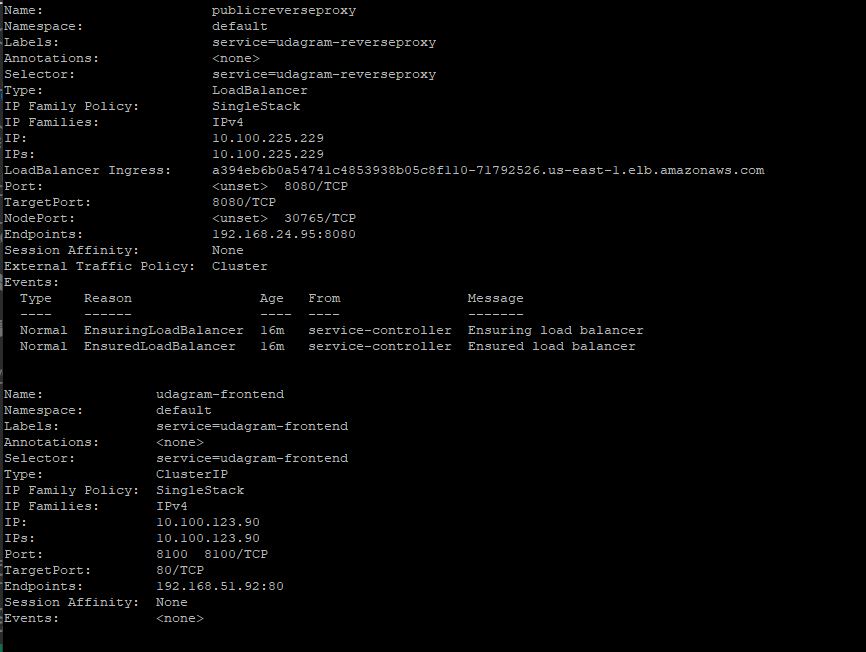 Name:                     publicreverseproxy
Namespace:                default
Labels:                   service=udagram-reverseproxy
Annotations:              <none>
Selector:                 service=udagram-reverseproxy
Type:                     LoadBalancer
IP Family Policy:         SingleStack
IP Families:              IPv4
IP:                       10.100.225.229
IPs:                      10.100.225.229
LoadBalancer Ingress:     a394eb6b0a54741c4853938b05c8f110-71792526.us-east-1.elb.amazonaws.com
Port:                     <unset>  8080/TCP
TargetPort:               8080/TCP
NodePort:                 <unset>  30765/TCP
Endpoints:                192.168.24.95:8080
Session Affinity:         None
External Traffic Policy:  Cluster
Events:
  Type    Reason                Age   From                Message
  ----    ------                ----  ----                -------
  Normal  EnsuringLoadBalancer  16m   service-controller  Ensuring load balancer
  Normal  EnsuredLoadBalancer   16m   service-controller  Ensured load balancer
Name:              udagram-frontend
Namespace:         default
Labels:            service=udagram-frontend
Annotations:       <none>
Selector:          service=udagram-frontend
Type:              ClusterIP
IP Family Policy:  SingleStack
IP Families:       IPv4
IP:                10.100.123.90
IPs:               10.100.123.90
Port:              8100  8100/TCP
TargetPort:        80/TCP
Endpoints:         192.168.51.92:80
Session Affinity:  None
Events:            <none>